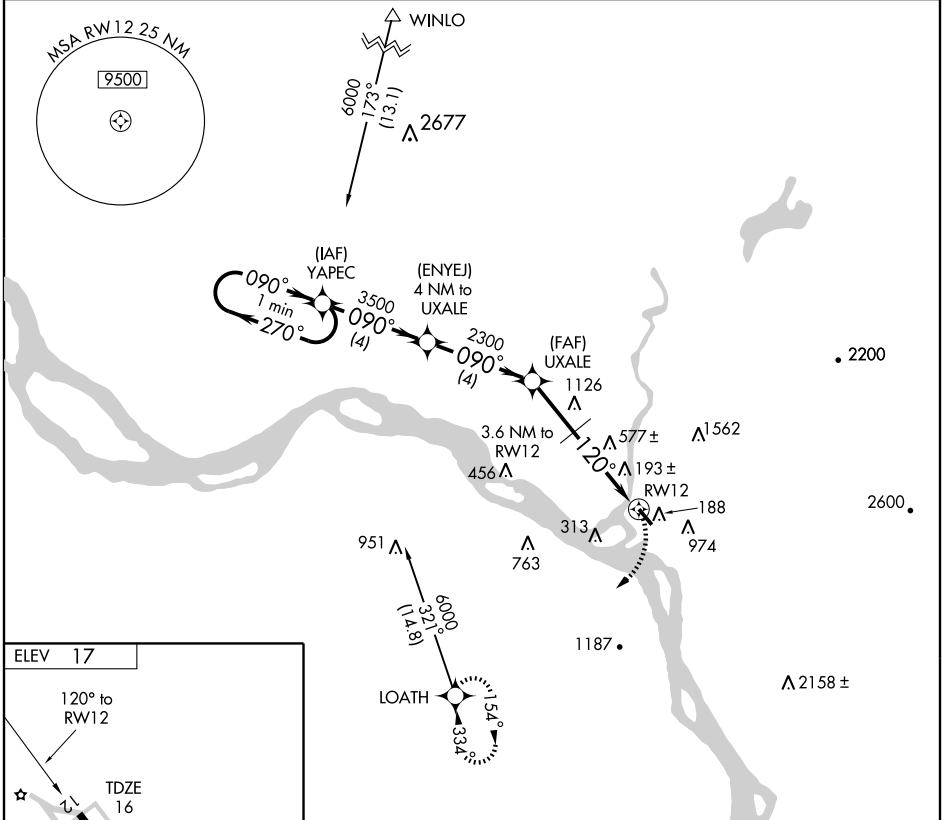 MSA RW12 25 NM
9500
WINLO
6000
173°
(13.1)
2677
(IAF)
YAPEC
090°
1 min
270°
3500
090°
(4)
(ENYEJ)
4 NM to
UXALE
2300
090°
(4)
(FAF)
UXALE
1126
2200
3.6 NM to
RW12
120°
577 ±
1562
456
193 ±
RW12
188
2600
313
974
951
763
6000
321°
(14.8)
1187
LOATH
154°
334°
2158 ±
ELEV 17
120° to
RW12
12
TDZE
16